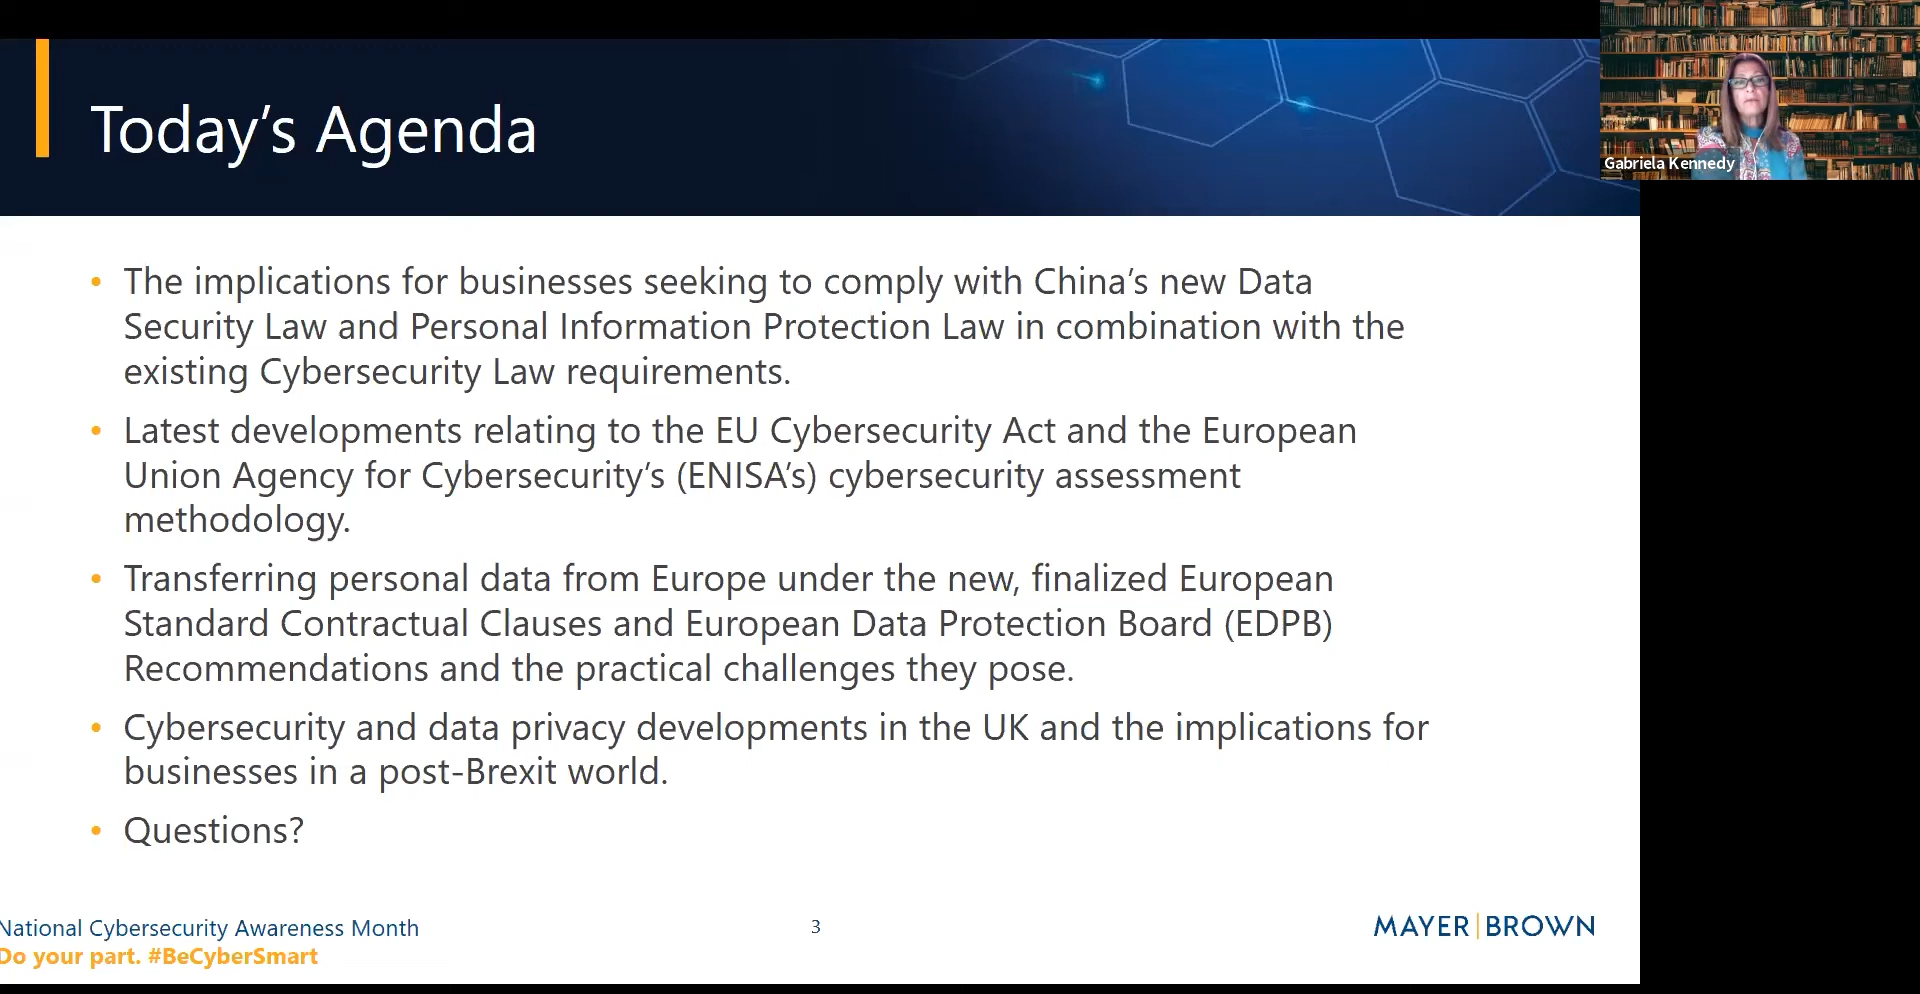 Today’s Agenda
Gabriela Kennedy
• The implications for businesses seeking to comply with China’s new Data
Security Law and Personal Information Protection Law in combination with the
existing Cybersecurity Law requirements.
• Latest developments relating to the EU Cybersecurity Act and the European
Union Agency for Cybersecurity’s (ENISA’s) cybersecurity assessment
methodology.
• Transferring personal data from Europe under the new, finalized European
Standard Contractual Clauses and European Data Protection Board (EDPB)
Recommendations and the practical challenges they pose.
• Cybersecurity and data privacy developments in the UK and the implications for
businesses in a post-Brexit world.
• Questions?
National Cybersecurity Awareness Month
Do your part. #BeCyberSmart
3
MAYER|BROWN